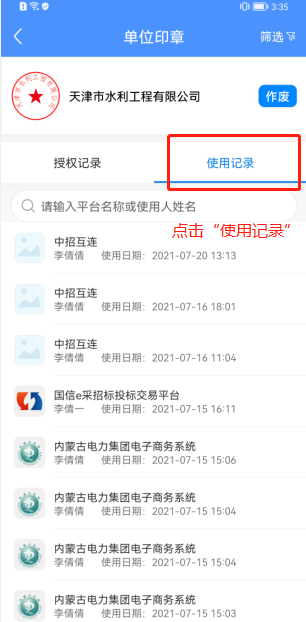 3:35
单位印章
筛选
天津市水利工程有限公司
天津市水利工程有限公司
作废
授权记录
使用记录
请输入平台名称或使用人姓名
点击“使用记录”
中招互连
李倩倩 使用日期：2021-07-20 13:13
中招互连
李倩倩 使用日期：2021-07-16 18:01
中招互连
李倩倩 使用日期：2021-07-16 11:04
国信e采招标投标交易平台
李倩一 使用日期：2021-07-15 16:11
内蒙古电力集团电子商务系统
李倩倩 使用日期：2021-07-15 15:06
内蒙古电力集团电子商务系统
李倩倩 使用日期：2021-07-15 15:04
内蒙古电力集团电子商务系统
李倩倩 使用日期：2021-07-15 15:04
内蒙古电力集团电子商务系统
李倩倩 使用日期：2021-07-15 15:03